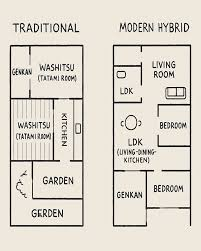 TRADITIONAL
GENKAN
WASHITSU
(TATAMI ROOM)
WASHITSU
(TATAMI ROOM)
KITCHEN
GARDEN
GERDEN
MODERN HYBRID
LIVING
ROOM
LDK
LDK
(LIVING-DINING-
KITCHEN)
BEDROOM
GENKAN
BEDROOM